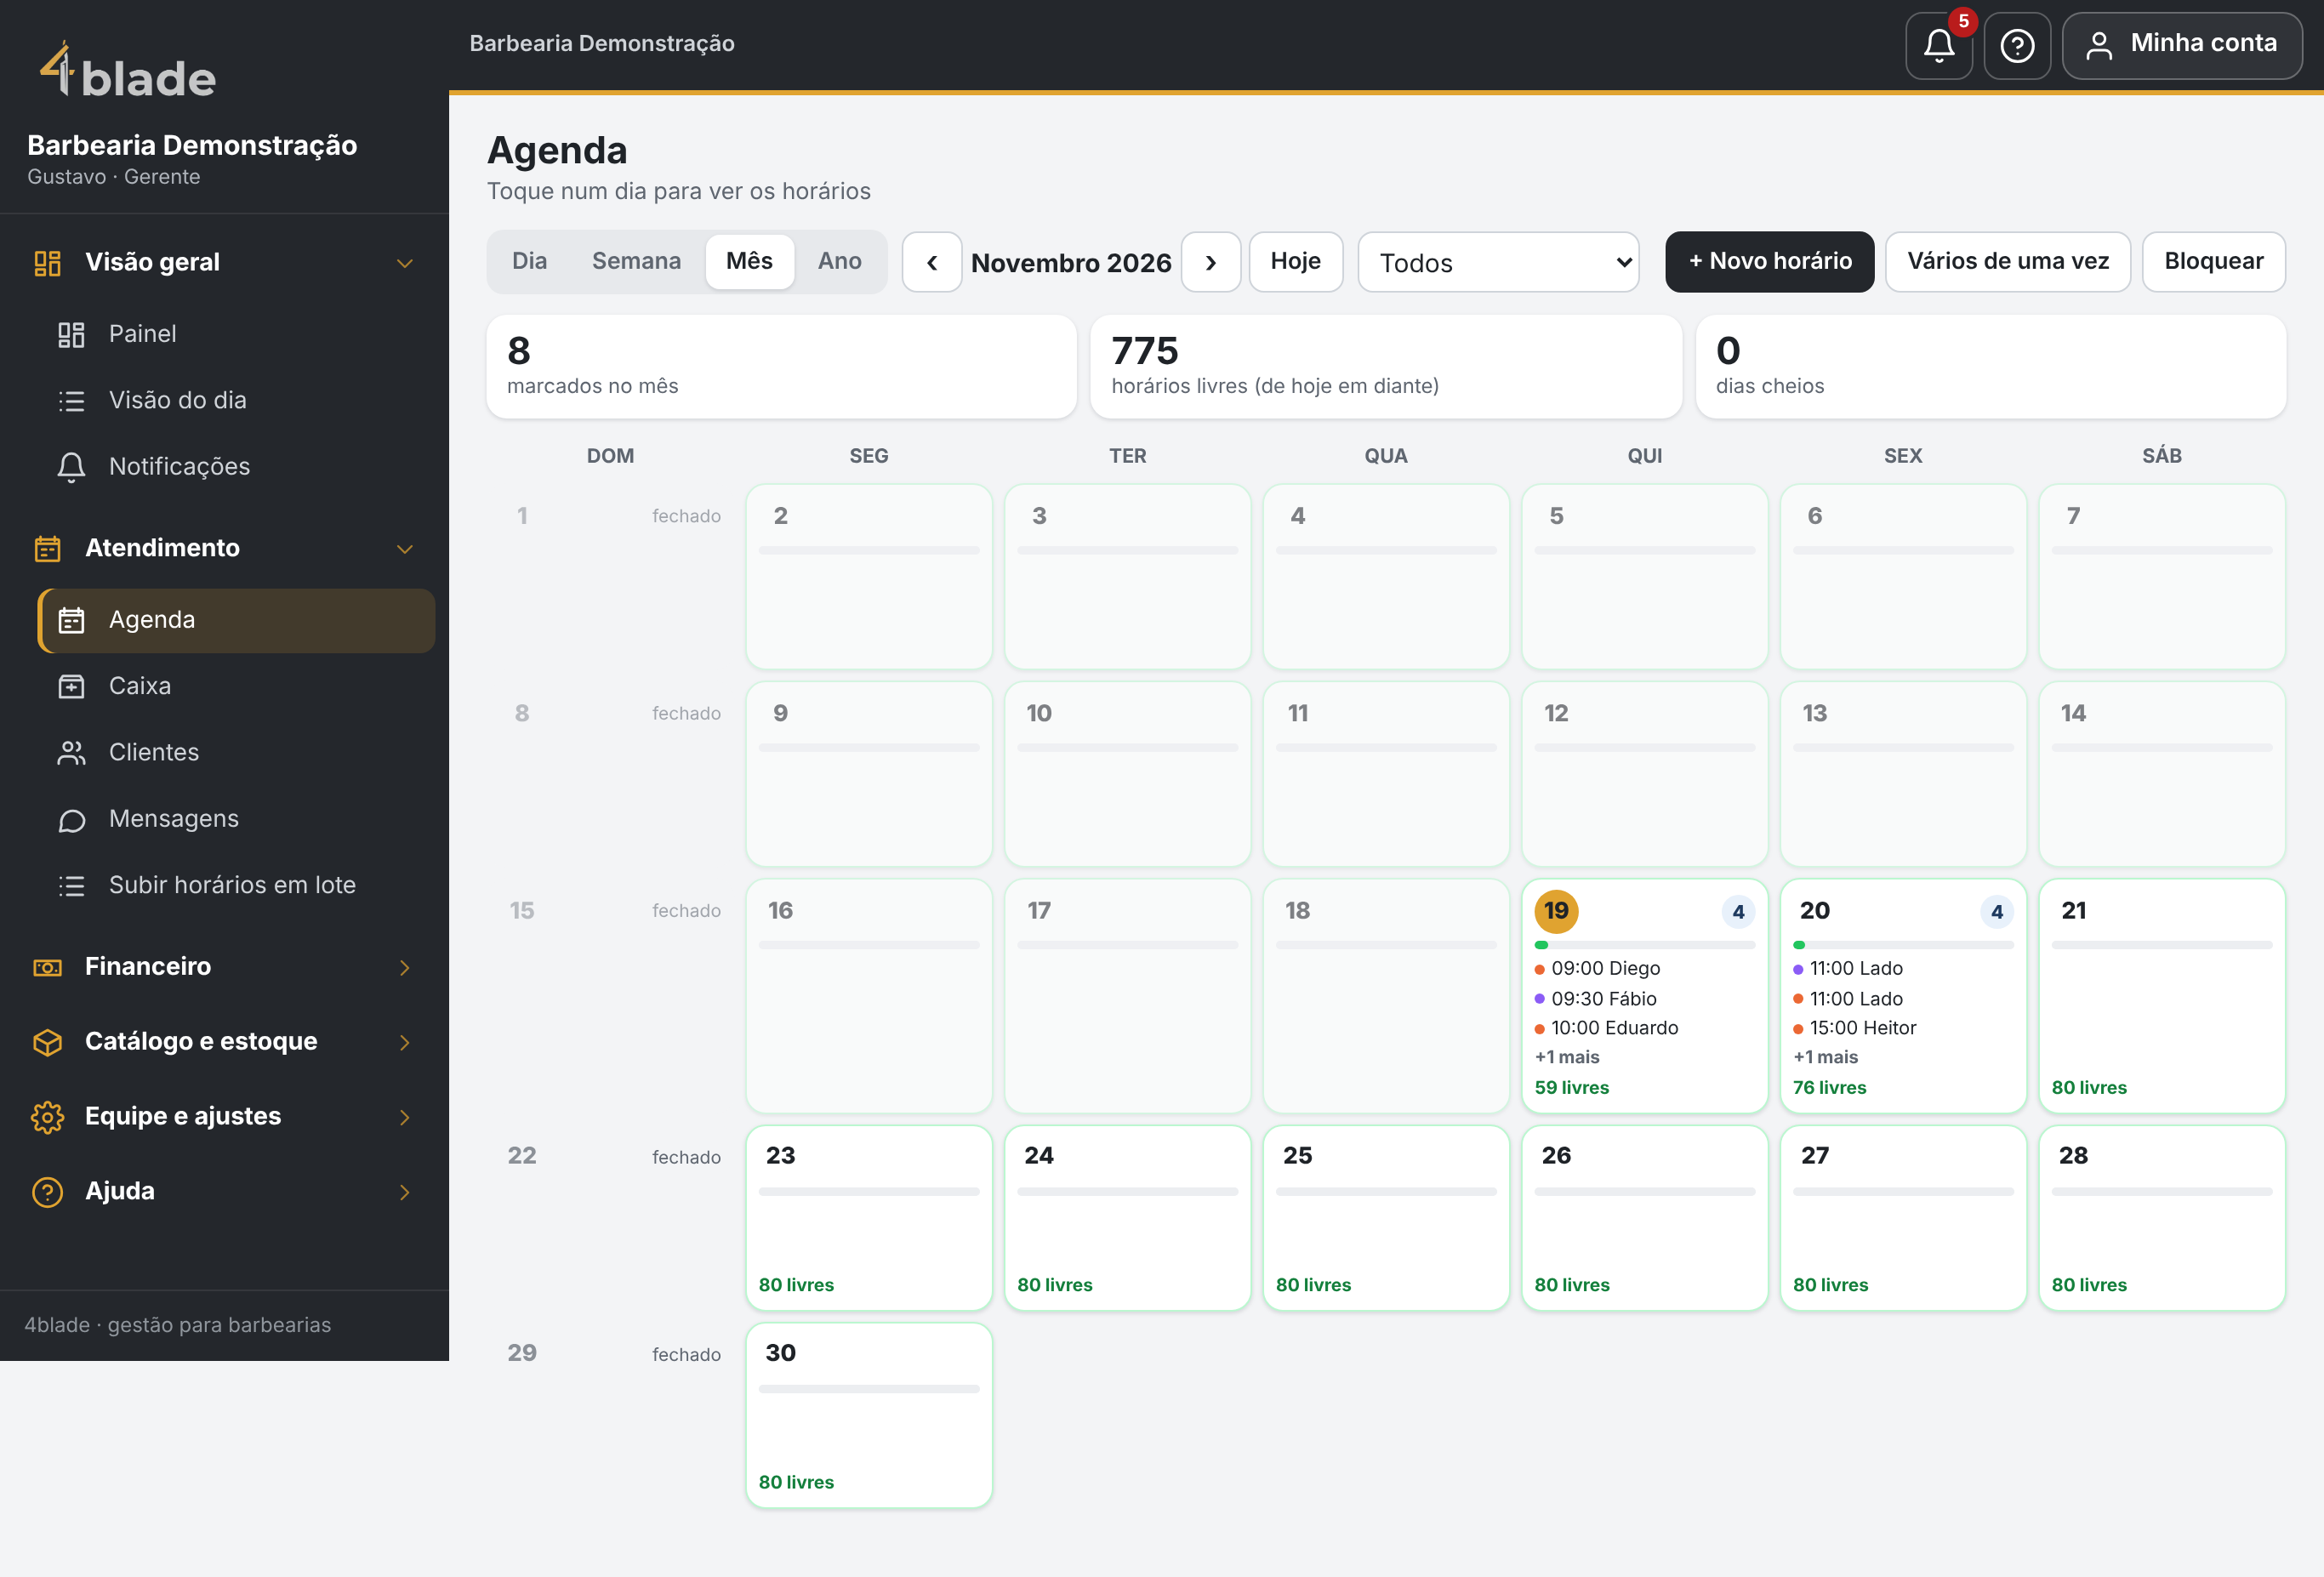 4blade
Barbearia Demonstração
Gustavo · Gerente
Visão geral
Painel
Visão do dia
Notificações
Atendimento
Agenda
Caixa
Clientes
Mensagens
Subir horários em lote
Financeiro
Catálogo e estoque
Equipe e ajustes
Ajuda
4blade · gestão para barbearias
Barbearia Demonstração
5
Minha conta
Agenda
Toque num dia para ver os horários
Dia Semana Mês Ano
Novembro 2026
Hoje
Todos
+ Novo horário
Vários de uma vez
Bloquear
8
marcados no mês
775
horários livres (de hoje em diante)
0
dias cheios
DOM SEG TER QUA QUI SEX SÁB
1 fechado 2 3 4 5 6 7
8 fechado 9 10 11 12 13 14
15 fechado 16 17 18
19 4
09:00 Diego
09:30 Fábio
10:00 Eduardo
+1 mais
59 livres
20 4
11:00 Lado
11:00 Lado
15:00 Heitor
+1 mais
76 livres
21
80 livres
22 fechado
23
80 livres
24
80 livres
25
80 livres
26
80 livres
27
80 livres
28
80 livres
29 fechado
30
80 livres